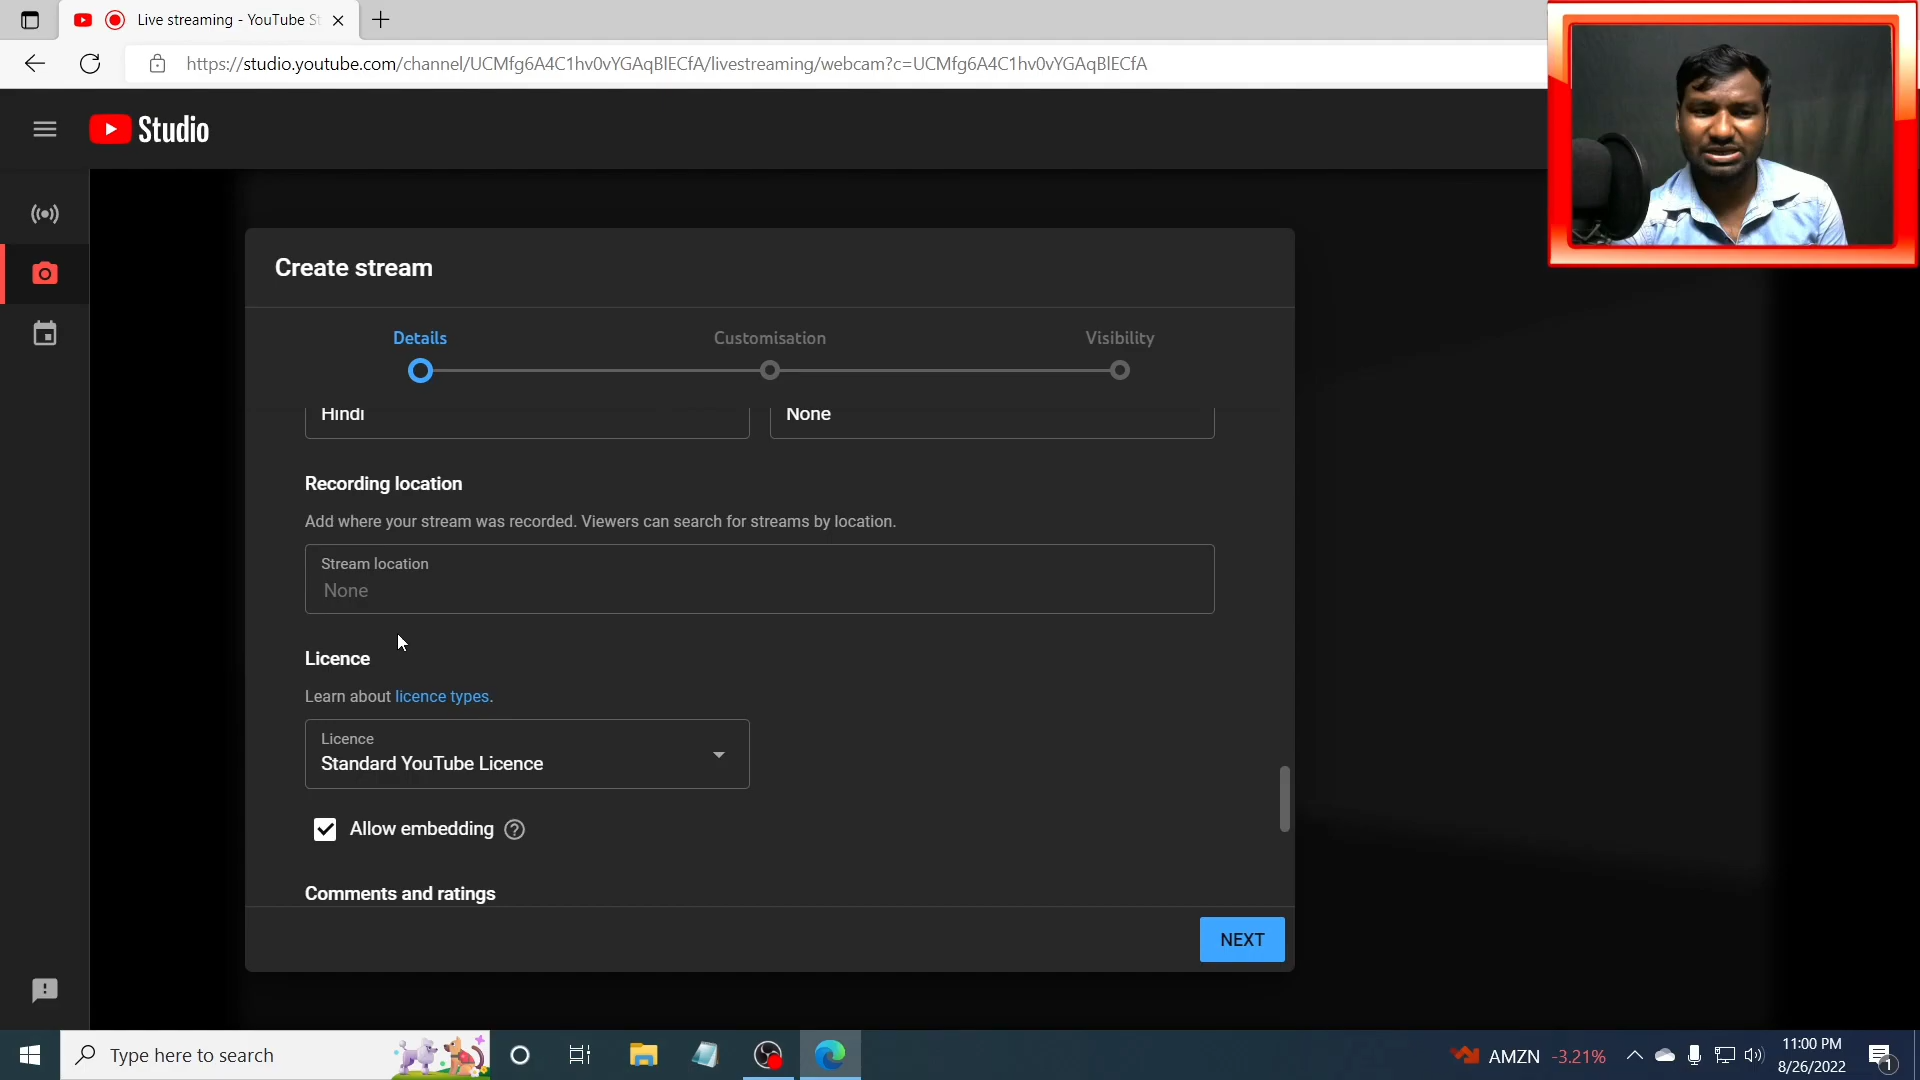 Live streaming - YouTube S
https://studio.youtube.com/channel/UCMfg6A4C1hv0vYGAqBlECfA/livestreaming/webcam?c=UCMfg6A4C1hv0vYGAqBlECfA
Studio
Create stream
Details
Customisation
Visibility
Hindi
None
Recording location
Add where your stream was recorded. Viewers can search for streams by location.
Stream location
None
Licence
Learn about licence types.
Licence
Standard YouTube Licence
Allow embedding
Comments and ratings
NEXT
Type here to search
AMZN -3.21%
11:00 PM
8/26/2022
1